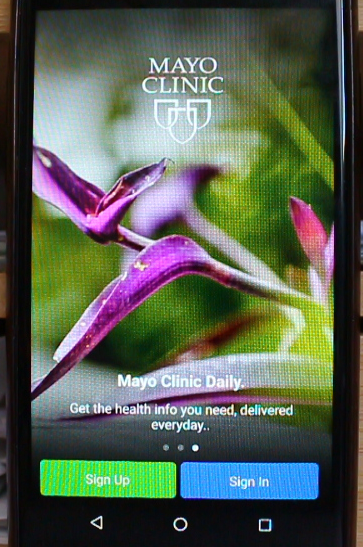 MAYO
CLINIC
Mayo Clinic Daily.
Get the health info you need, delivered
everyday..
Sign Up
Sign In